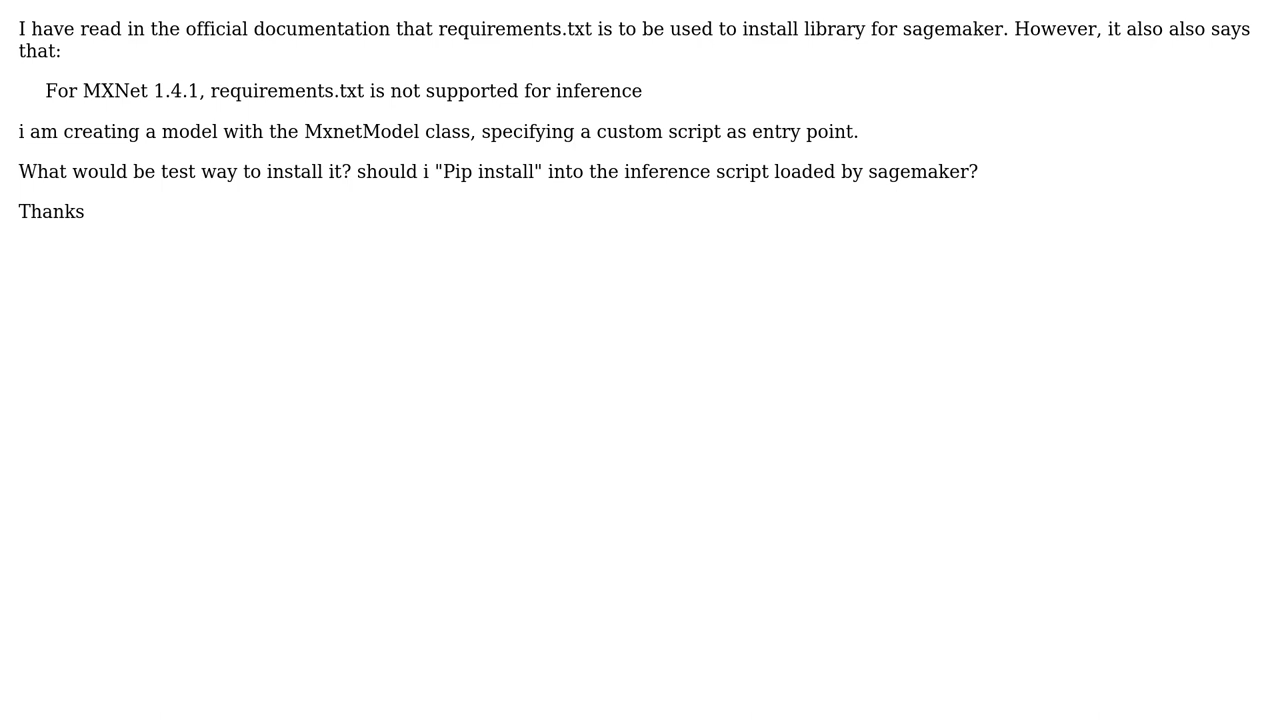 I have read in the official documentation that requirements.txt is to be used to install library for sagemaker. However, it also also says
that:
For MXNet 1.4.1, requirements.txt is not supported for inference
i am creating a model with the MxnetModel class, specifying a custom script as entry point.
What would be test way to install it? should i "Pip install" into the inference script loaded by sagemaker?
Thanks